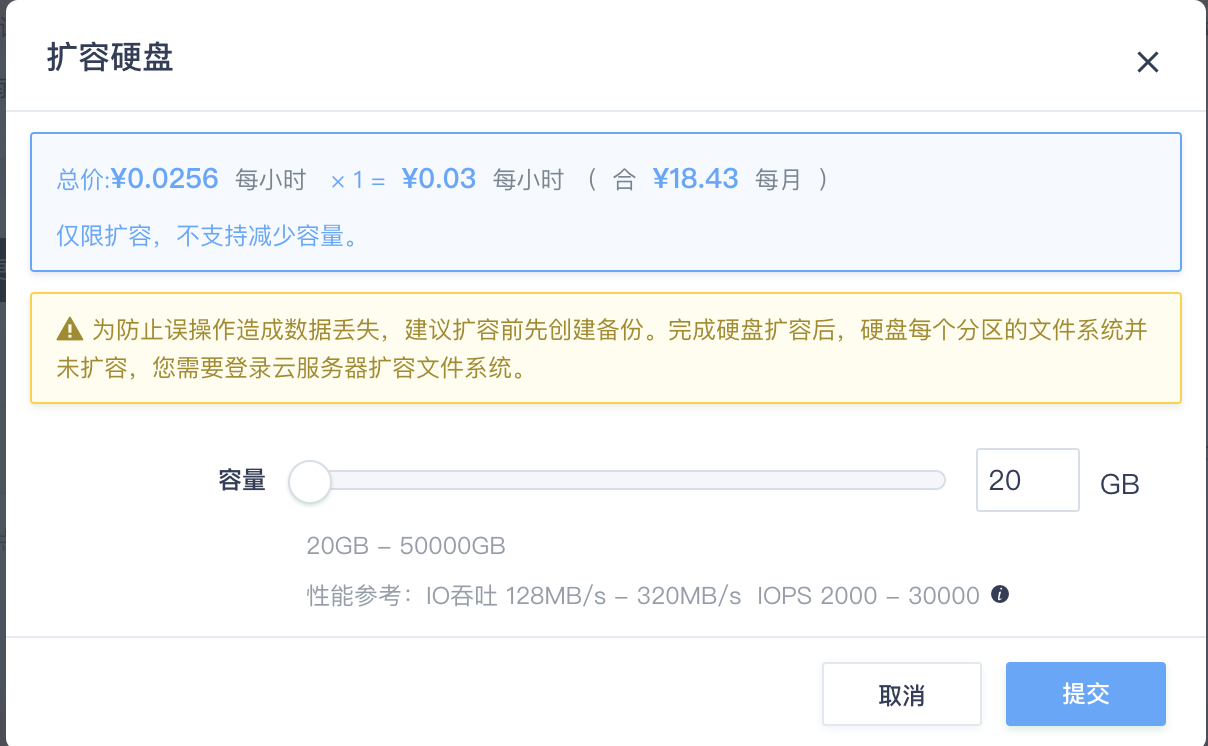 扩容硬盘
总价:¥0.0256 每小时 × 1 = ¥0.03 每小时 ( 合 ¥18.43 每月 )
仅限扩容，不支持减少容量。
为防止误操作造成数据丢失，建议扩容前先创建备份。完成硬盘扩容后，硬盘每个分区的文件系统并
未扩容，您需要登录云服务器扩容文件系统。
容量 20 GB
20GB – 50000GB
性能参考：IO吞吐 128MB/s – 320MB/s IOPS 2000 – 30000
取消 提交